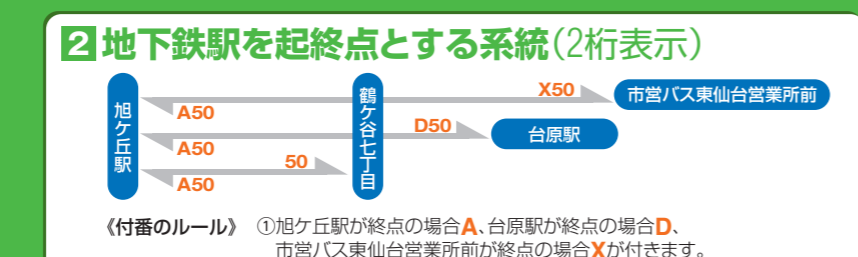 2 地下鉄駅を起終点とする系統(2桁表示)
旭ケ丘駅
鶴ケ谷七丁目
X50
市営バス東仙台営業所前
A50
D50
台原駅
A50
50
A50
《付番のルール》 ①旭ケ丘駅が終点の場合A、台原駅が終点の場合D、
市営バス東仙台営業所前が終点の場合Xが付きます。